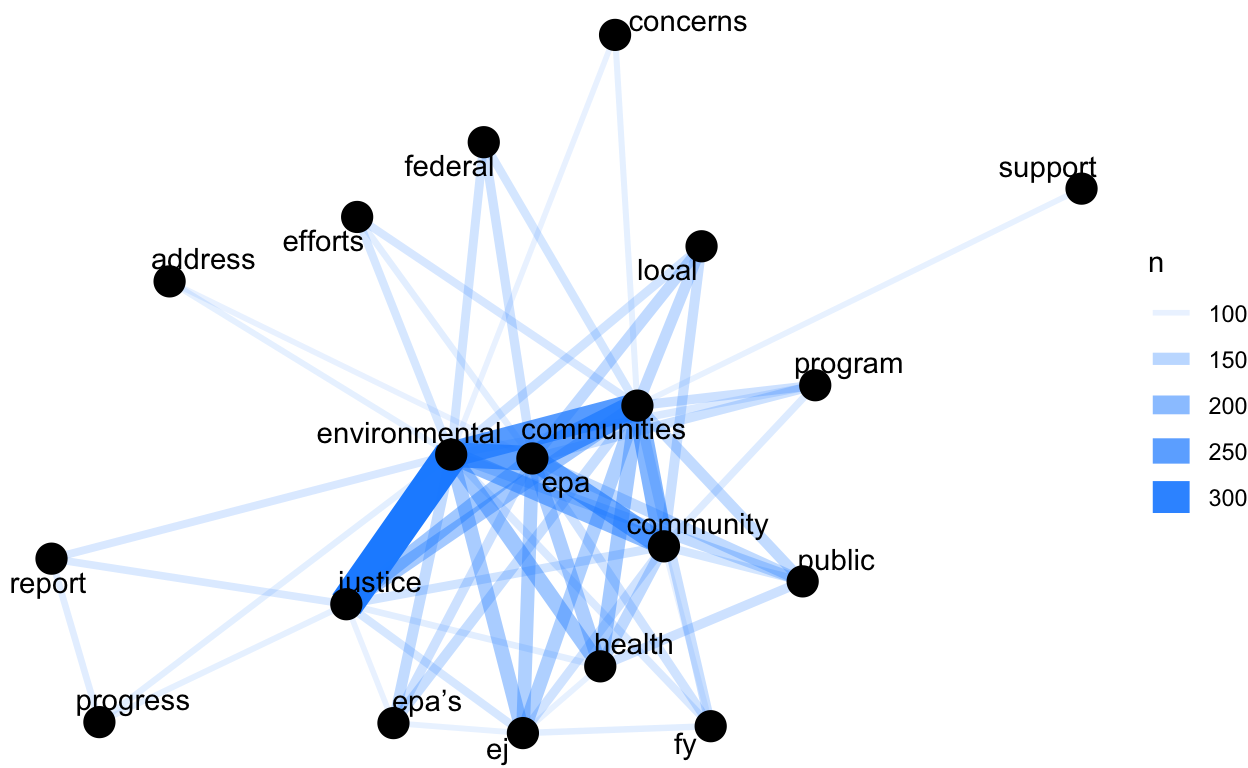 concerns
federal
support
efforts
local
address
n
100
150
program
200
environmental
communities
250
epa
300
community
public
report
justice
health
progress
epa’s
ej
fy